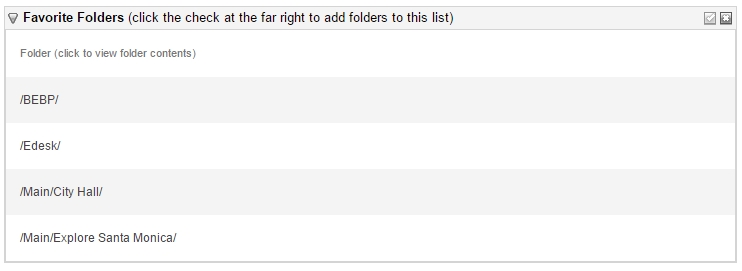 Favorite Folders (click the check at the far right to add folders to this list)
Folder (click to view folder contents)
/BEBP/
/Edesk/
/Main/City Hall/
/Main/Explore Santa Monica/